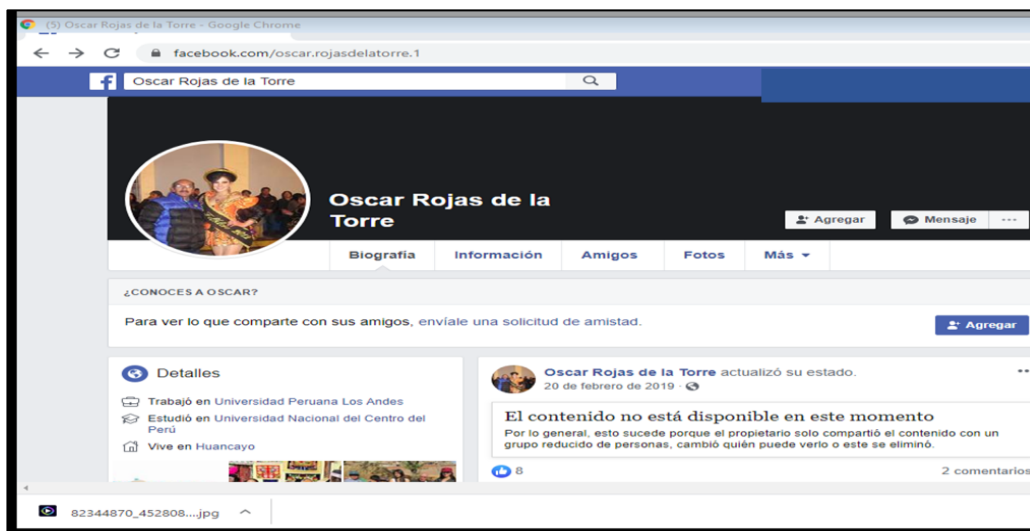 (5) Oscar Rojas de la Torre - Google Chrome
facebook.com/oscar.rojasdelatorre.1
Oscar Rojas de la Torre
Oscar Rojas de la
Torre
Agregar
Mensaje
Biografía Información Amigos Fotos Más
¿CONOCES A OSCAR?
Para ver lo que comparte con sus amigos, envíale una solicitud de amistad.
Agregar
Detalles
Trabajó en Universidad Peruana Los Andes
Estudió en Universidad Nacional del Centro del
Perú
Vive en Huancayo
Oscar Rojas de la Torre actualizó su estado.
20 de febrero de 2019
El contenido no está disponible en este momento
Por lo general, esto sucede porque el propietario solo compartió el contenido con un
grupo reducido de personas, cambió quién puede verlo o este se eliminó.
8
2 comentarios
82344870_452808....jpg